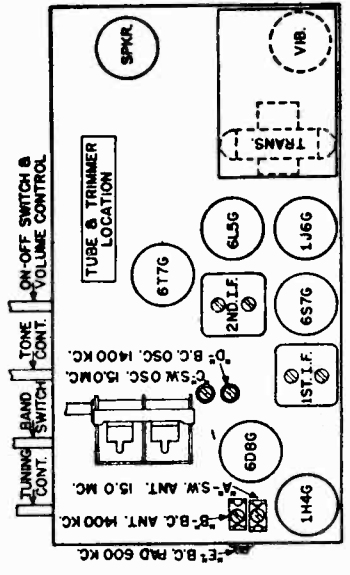 TUNING
CONT.
BAND
SWITCH
TONE
CONT.
ON-OFF SWITCH &
VOLUME CONTROL
SPKR.
VIB.
TUBE & TRIMMER
LOCATION
TRANS.
6T7G
6L5G
1J6G
2ND. I.F.
6S7G
1ST. I.F.
"D"-B.C. OSC. 1400 KC.
"C"-S.W. OSC. 15.0 MC.
6D8G
"A"-S.W. ANT. 15.0 MC.
"B"-B.C. ANT. 1400 KC.
1H4G
"E"-B.C. PAD 600 KC.